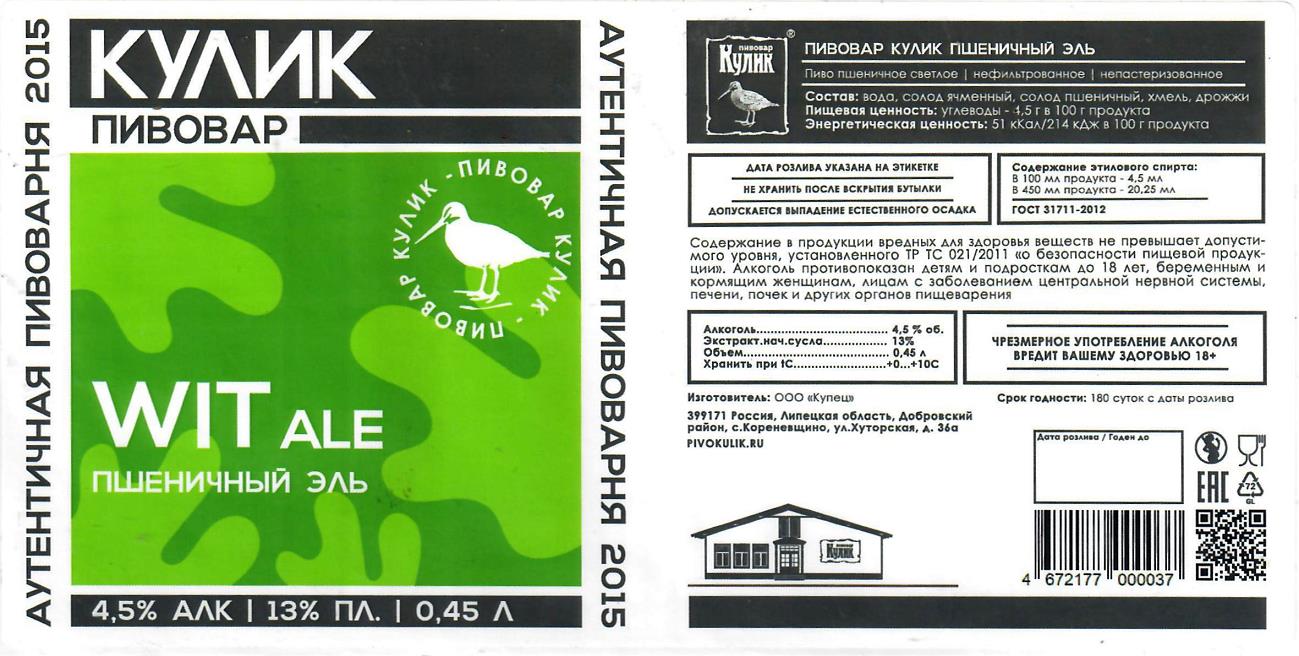 АУТЕНТИЧНАЯ ПИВОВАРНЯ 2015
КУЛИК
ПИВОВАР
ПИВОВАР КУЛИК - ПИВОВАР КУЛИК -
WIT ALE
ПШЕНИЧНЫЙ ЭЛЬ
4,5% АЛК | 13% ПЛ. | 0,45 Л
АУТЕНТИЧНАЯ ПИВОВАРНЯ 2015
пивовар
Кулик
®
ПИВОВАР КУЛИК ПШЕНИЧНЫЙ ЭЛЬ
Пиво пшеничное светлое | нефильтрованное | непастеризованное
Состав: вода, солод ячменный, солод пшеничный, хмель, дрожжи
Пищевая ценность: углеводы - 4,5 г в 100 г продукта
Энергетическая ценность: 51 кКал/214 кДж в 100 г продукта
ДАТА РОЗЛИВА УКАЗАНА НА ЭТИКЕТКЕ
НЕ ХРАНИТЬ ПОСЛЕ ВСКРЫТИЯ БУТЫЛКИ
ДОПУСКАЕТСЯ ВЫПАДЕНИЕ ЕСТЕСТВЕННОГО ОСАДКА
Содержание этилового спирта:
В 100 мл продукта - 4,5 мл
В 450 мл продукта - 20,25 мл
ГОСТ 31711-2012
Содержание в продукции вредных для здоровья веществ не превышает допусти-
мого уровня, установленного ТР ТС 021/2011 «о безопасности пищевой продук-
ции». Алкоголь противопоказан детям и подросткам до 18 лет, беременным и
кормящим женщинам, лицам с заболеванием центральной нервной системы,
печени, почек и других органов пищеварения
Алкоголь............................ 4,5 % об.
Экстракт.нач.сусла................ 13%
Объем................................ 0,45 л
Хранить при tС.......................+0...+10С
ЧРЕЗМЕРНОЕ УПОТРЕБЛЕНИЕ АЛКОГОЛЯ
ВРЕДИТ ВАШЕМУ ЗДОРОВЬЮ 18+
Изготовитель: ООО «Купец»
399171 Россия, Липецкая область, Добровский
район, с.Кореневщино, ул.Хуторская, д. 36а
PIVOKULIK.RU
Срок годности: 180 суток с даты розлива
Дата розлива / Годен до
EAC
72
GL
пивовар
Кулик
4 672177 000037